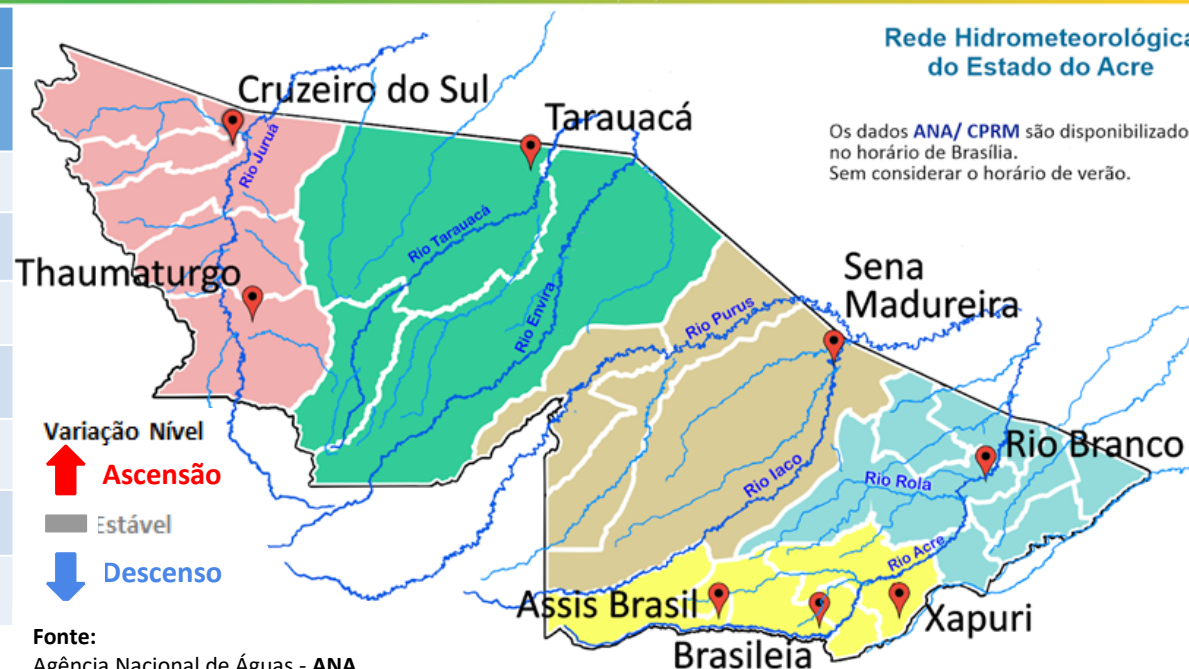 Rede Hidrometeorológica
do Estado do Acre
Os dados ANA/ CPRM são disponibilizado
no horário de Brasília.
Sem considerar o horário de verão.
Cruzeiro do Sul
Tarauacá
Rio Juruá
Rio Tarauacá
Thaumaturgo
Rio Envira
Sena
Madureira
Rio Purus
Variação Nível
Ascensão
Estável
Descenso
Rio Branco
Rio Iaco
Rio Rola
Rio Acre
Assis Brasil
Xapuri
Brasileia
Fonte:
Agência Nacional de Águas - ANA